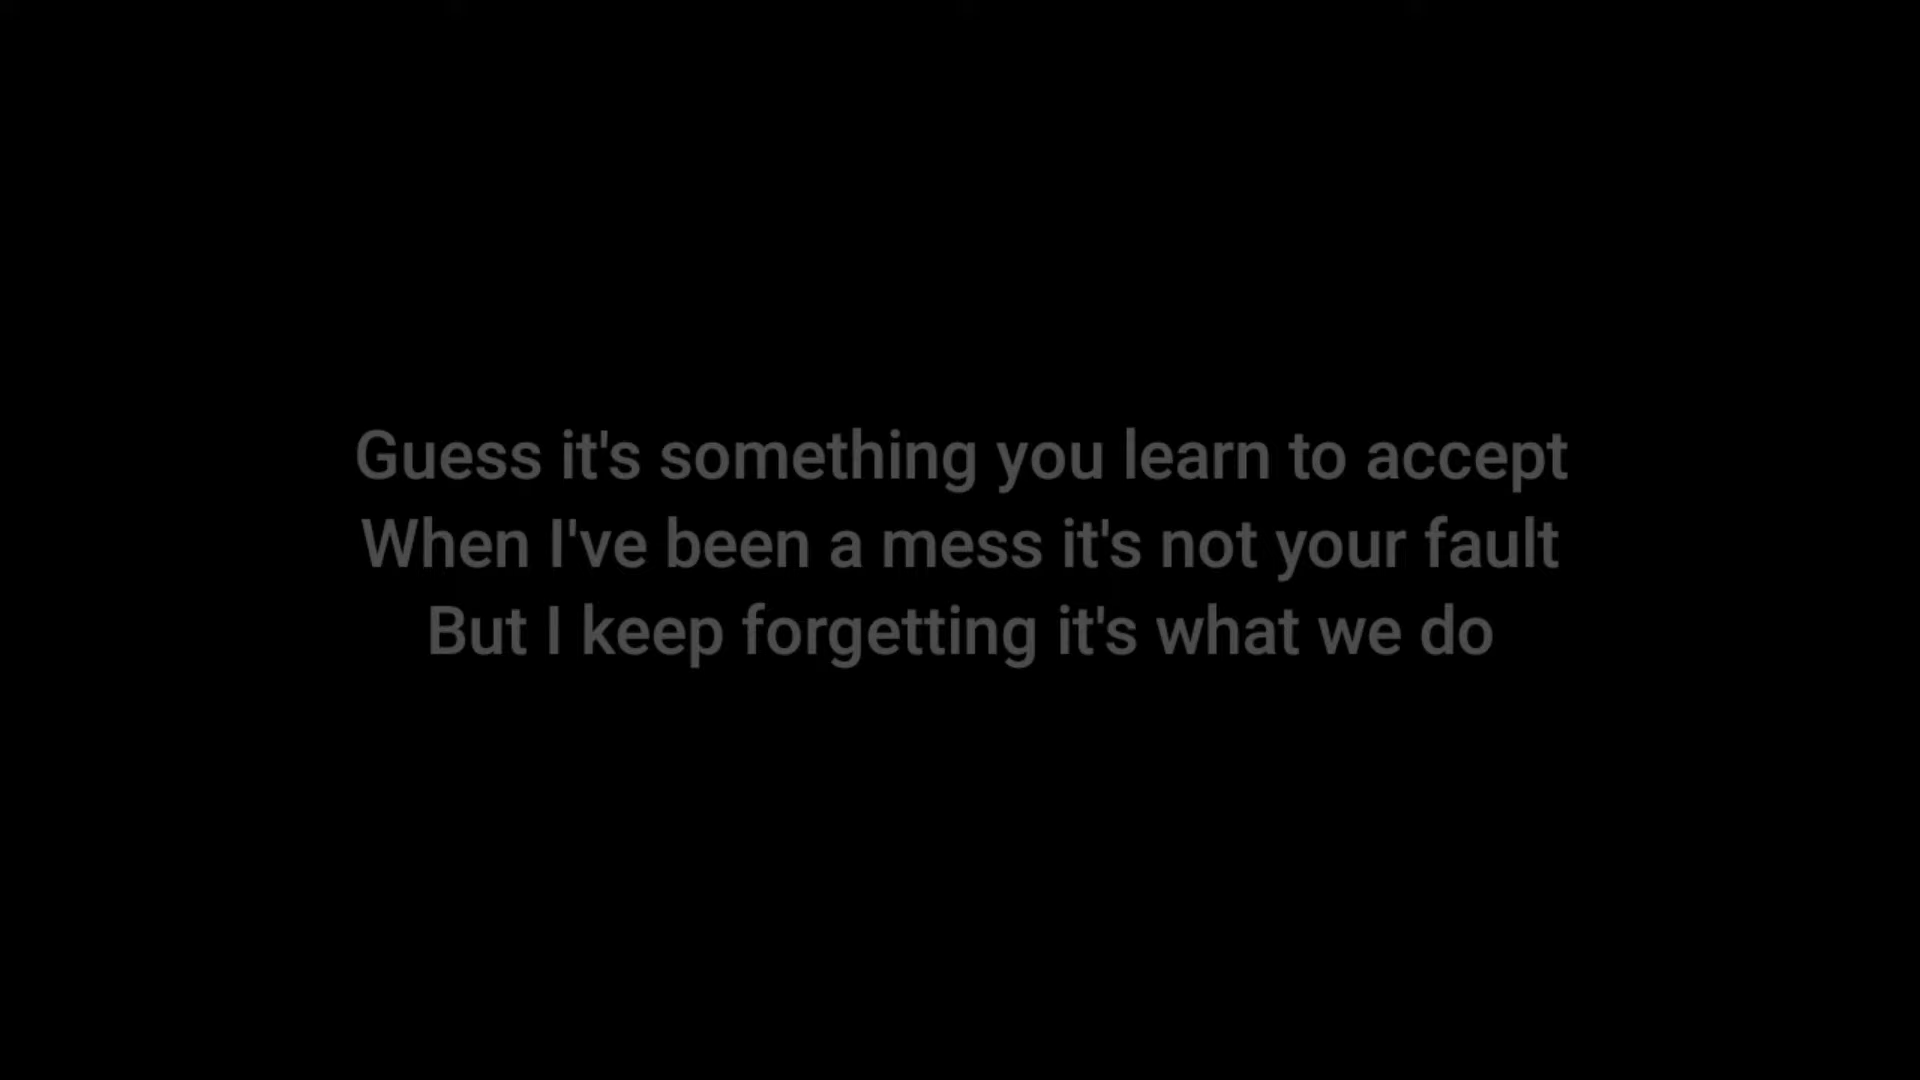 Guess it's something you learn to accept
When I've been a mess it's not your fault
But I keep forgetting it's what we do